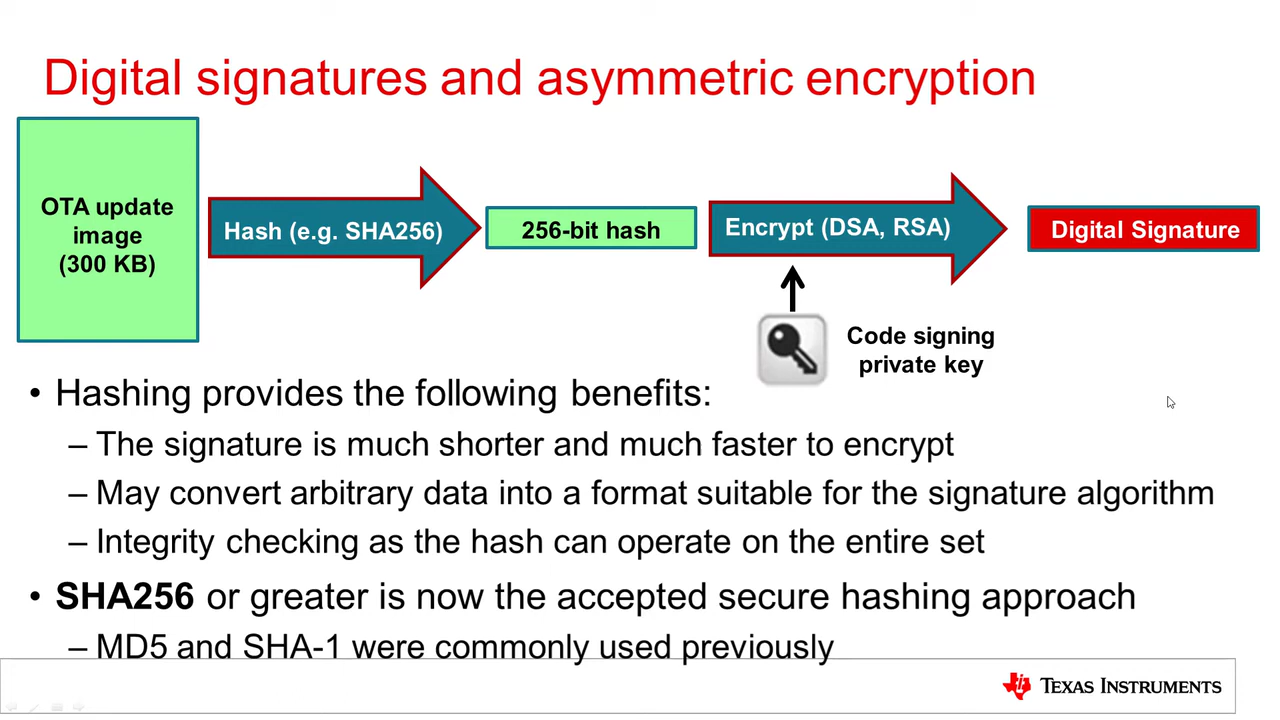 Digital signatures and asymmetric encryption
OTA update
image
(300 KB)
Hash (e.g. SHA256)
256-bit hash
Encrypt (DSA, RSA)
Digital Signature
Code signing
private key
• Hashing provides the following benefits:
– The signature is much shorter and much faster to encrypt
– May convert arbitrary data into a format suitable for the signature algorithm
– Integrity checking as the hash can operate on the entire set
• SHA256 or greater is now the accepted secure hashing approach
– MD5 and SHA-1 were commonly used previously
TEXAS INSTRUMENTS